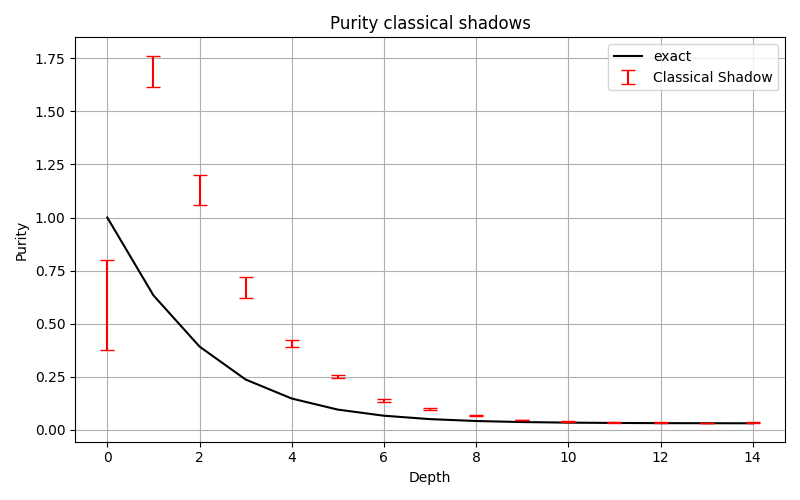 Purity classical shadows
exact
Classical Shadow
1.75
1.50
1.25
1.00
0.75
0.50
0.25
0.00
Purity
0 2 4 6 8 10 12 14
Depth